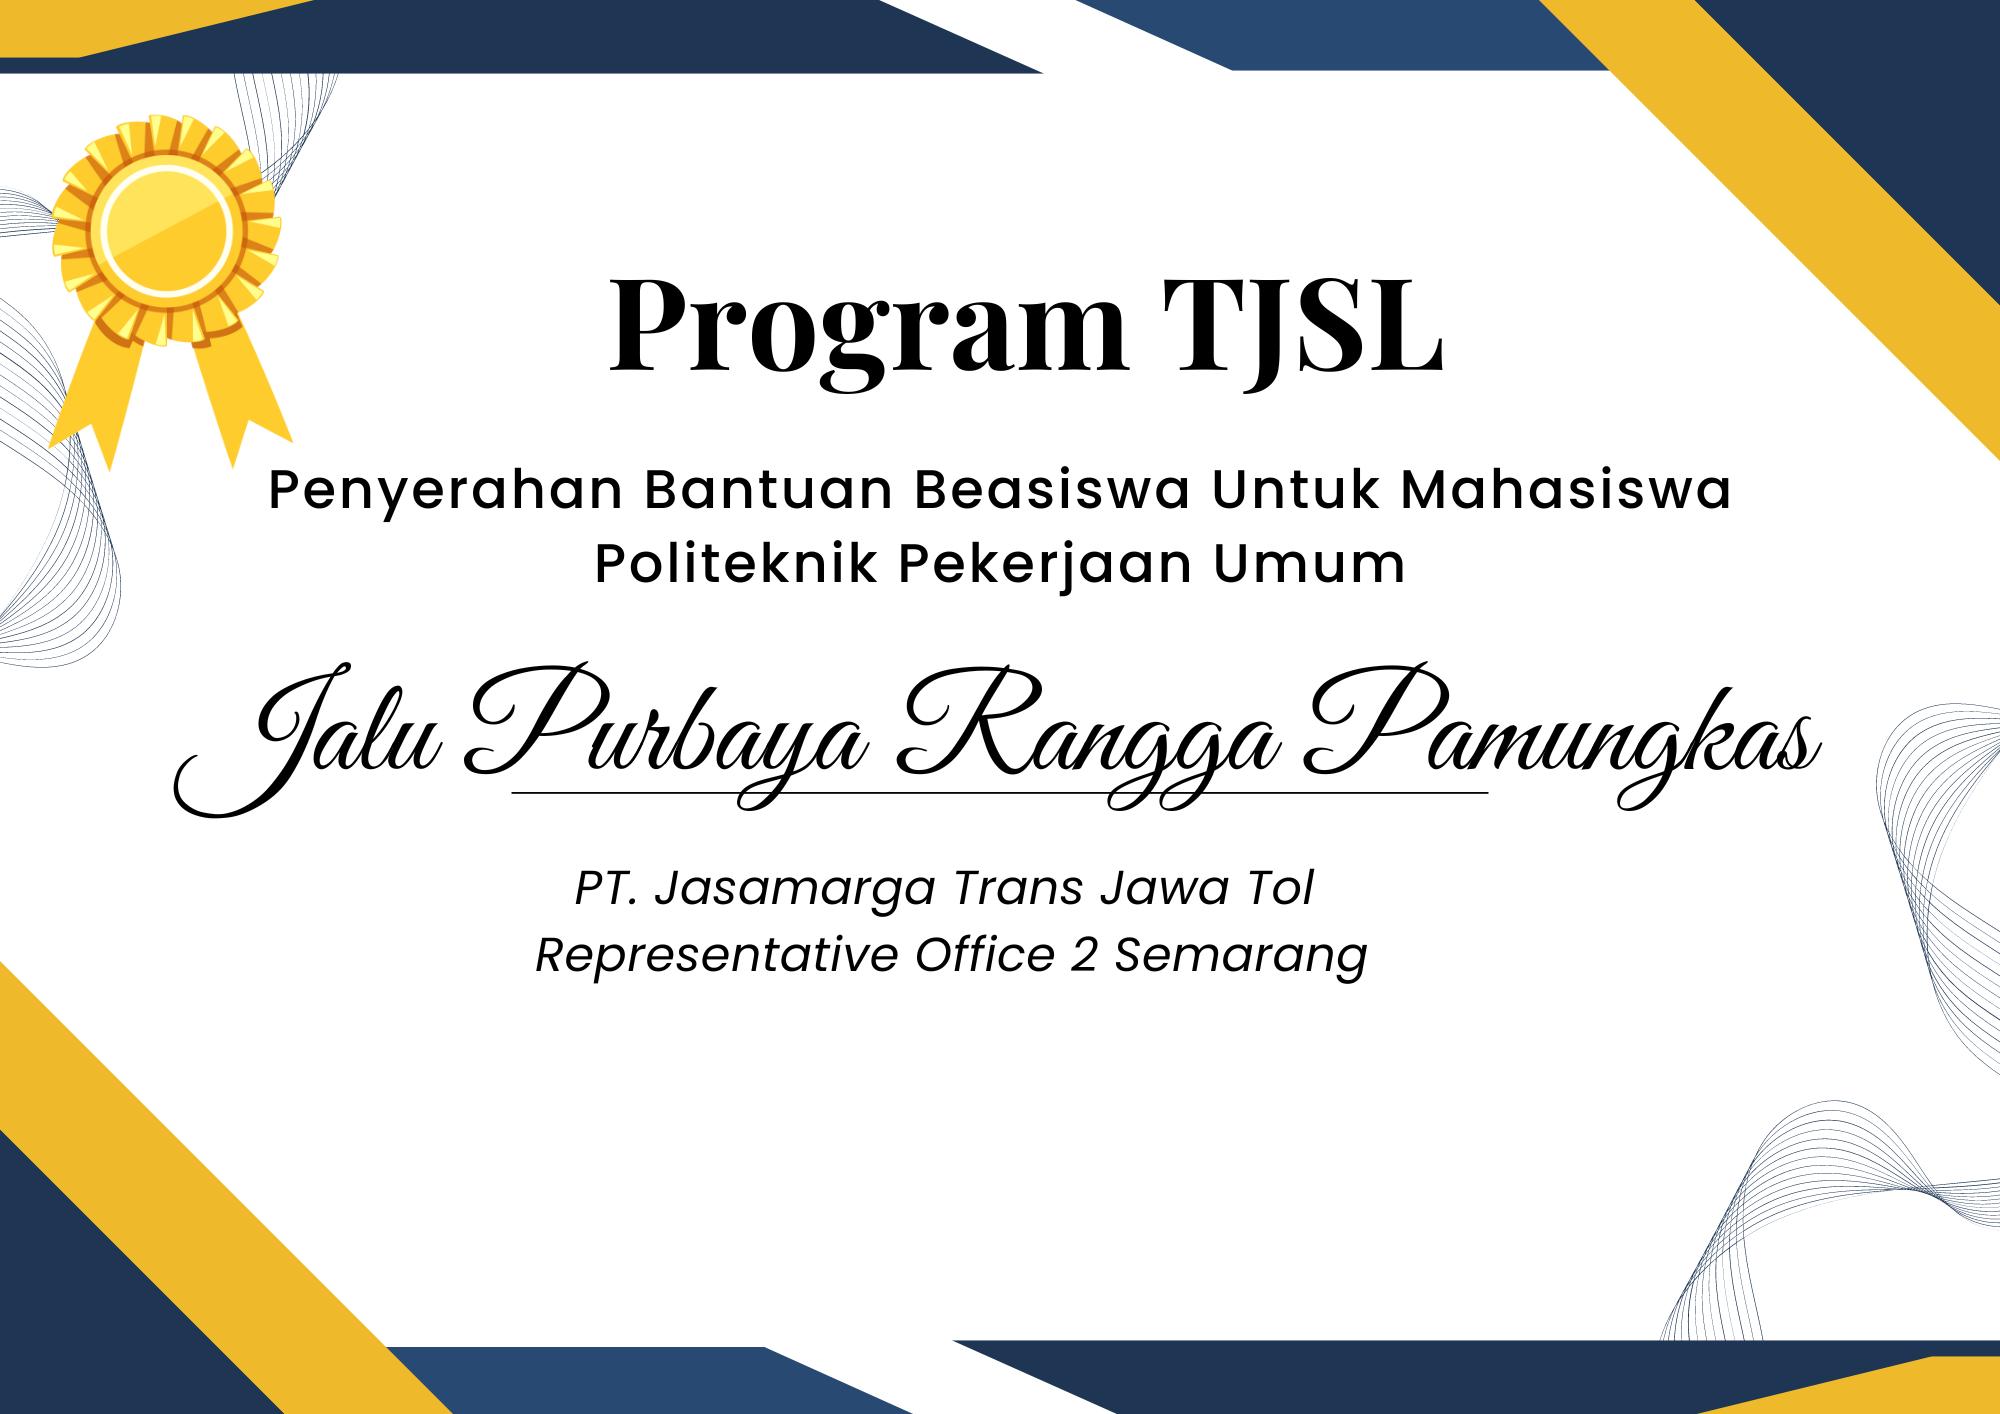 Program TJSL
Penyerahan Bantuan Beasiswa Untuk Mahasiswa
Politeknik Pekerjaan Umum
Jalu Purbaya Rangga Pamungkas
PT. Jasamarga Trans Jawa Tol
Representative Office 2 Semarang